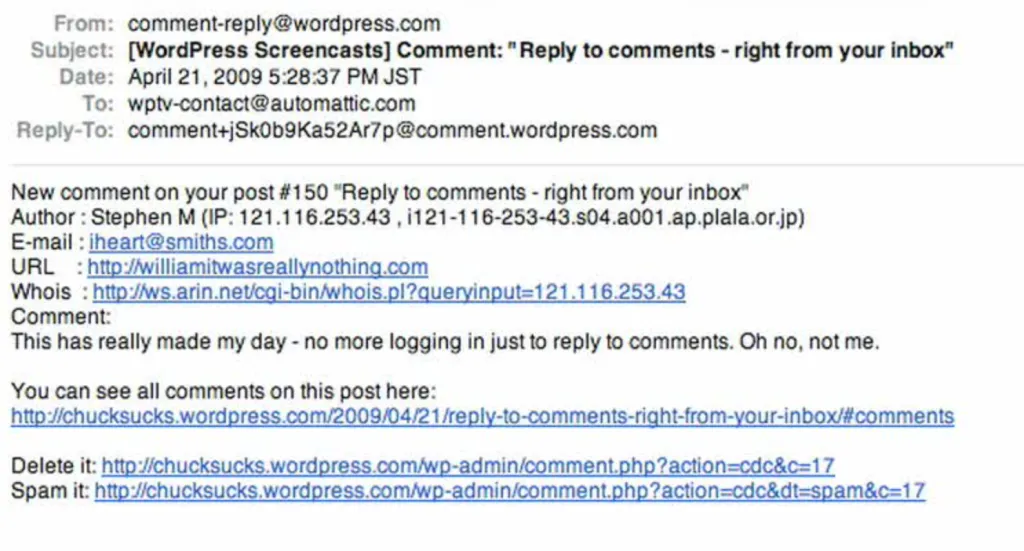 From: comment-reply@wordpress.com
Subject: [WordPress Screencasts] Comment: "Reply to comments - right from your inbox"
Date: April 21, 2009 5:28:37 PM JST
To: wptv-contact@automattic.com
Reply-To: comment+jSk0b9Ka52Ar7p@comment.wordpress.com
New comment on your post #150 "Reply to comments - right from your inbox"
Author : Stephen M (IP: 121.116.253.43 , i121-116-253-43.s04.a001.ap.plala.or.jp)
E-mail : iheart@smiths.com
URL : http://williamitwasreallynothing.com
Whois : http://ws.arin.net/cgi-bin/whois.pl?queryinput=121.116.253.43
Comment:
This has really made my day - no more logging in just to reply to comments. Oh no, not me.
You can see all comments on this post here:
http://chucksucks.wordpress.com/2009/04/21/reply-to-comments-right-from-your-inbox/#comments
Delete it: http://chucksucks.wordpress.com/wp-admin/comment.php?action=cdc&c=17
Spam it: http://chucksucks.wordpress.com/wp-admin/comment.php?action=cdc&dt=spam&c=17